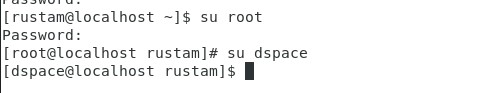 Password:
[rustam@localhost ~]$ su root
Password:
[root@localhost rustam]# su dspace
[dspace@localhost rustam]$